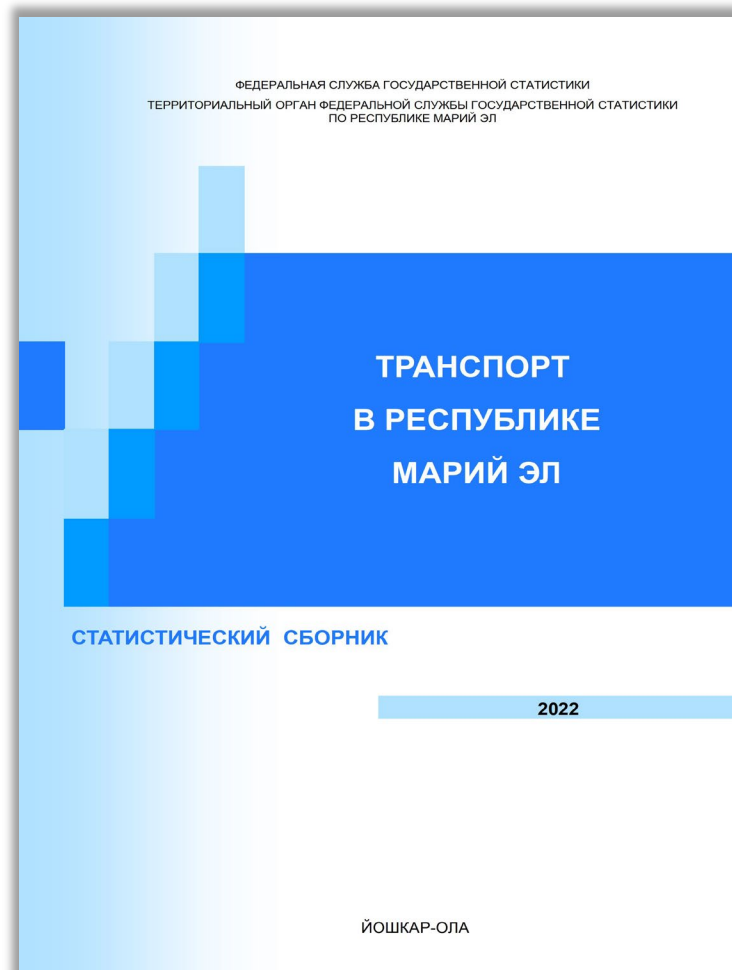 ФЕДЕРАЛЬНАЯ СЛУЖБА ГОСУДАРСТВЕННОЙ СТАТИСТИКИ
ТЕРРИТОРИАЛЬНЫЙ ОРГАН ФЕДЕРАЛЬНОЙ СЛУЖБЫ ГОСУДАРСТВЕННОЙ СТАТИСТИКИ
ПО РЕСПУБЛИКЕ МАРИЙ ЭЛ
ТРАНСПОРТ
В РЕСПУБЛИКЕ
МАРИЙ ЭЛ
СТАТИСТИЧЕСКИЙ СБОРНИК
2022
ЙОШКАР-ОЛА